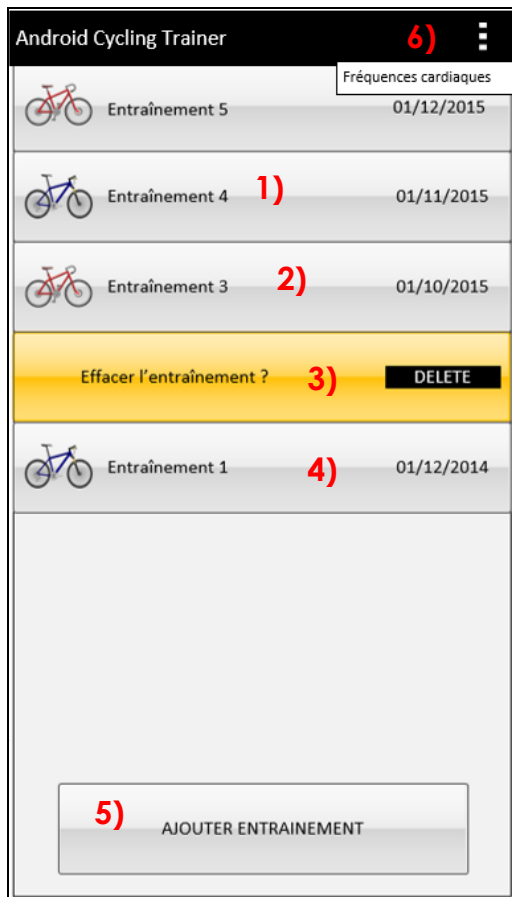 Android Cycling Trainer 6)
Fréquences cardiaques
Entraînement 5 01/12/2015
Entraînement 4 1) 01/11/2015
Entraînement 3 2) 01/10/2015
Effacer l'entraînement ? 3) DELETE
Entraînement 1 4) 01/12/2014
5) AJOUTER ENTRAINEMENT